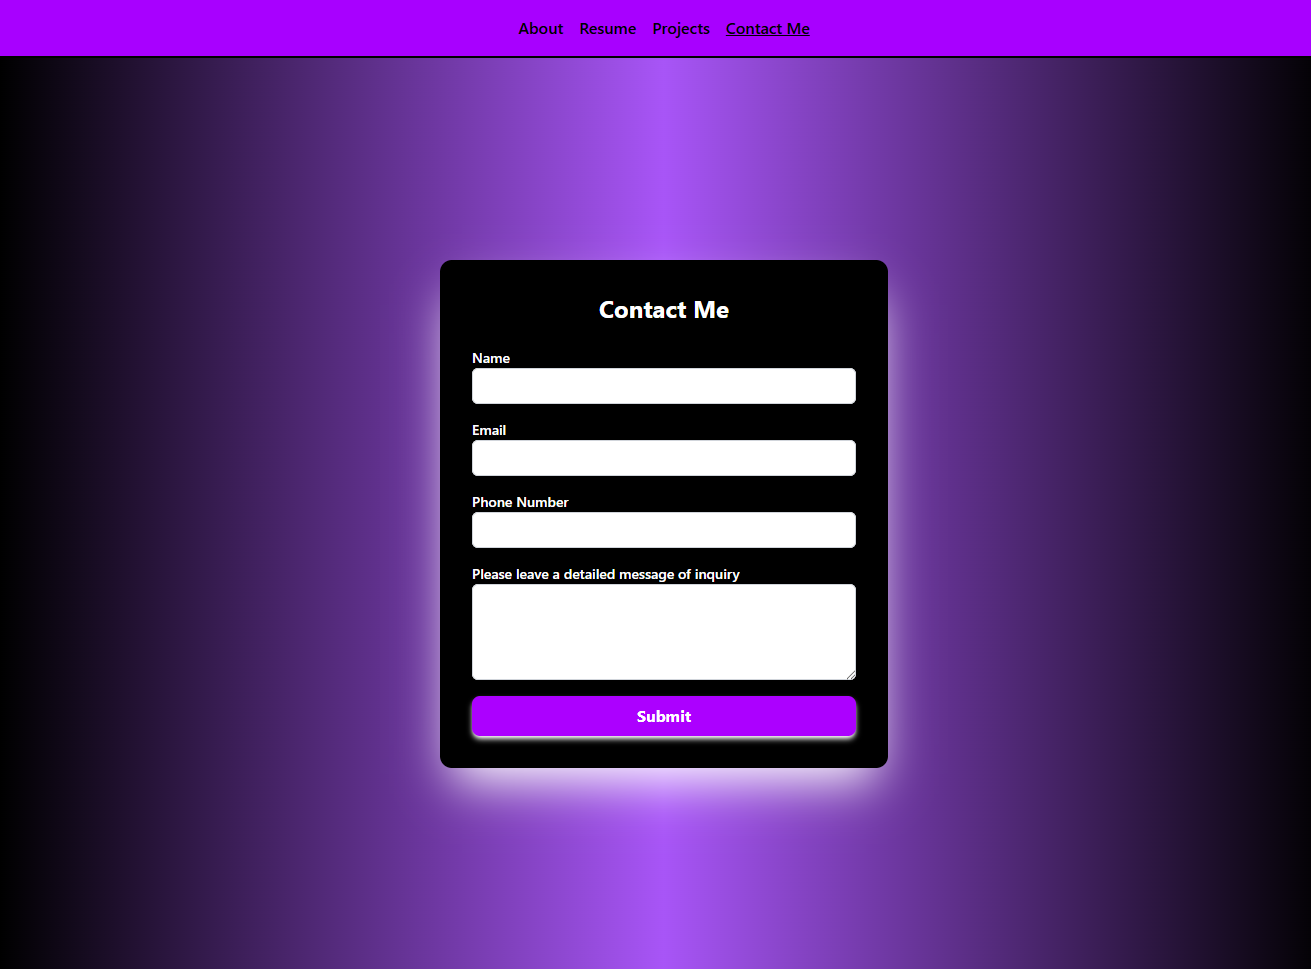 About Resume Projects Contact Me
Contact Me
Name
Email
Phone Number
Please leave a detailed message of inquiry
Submit